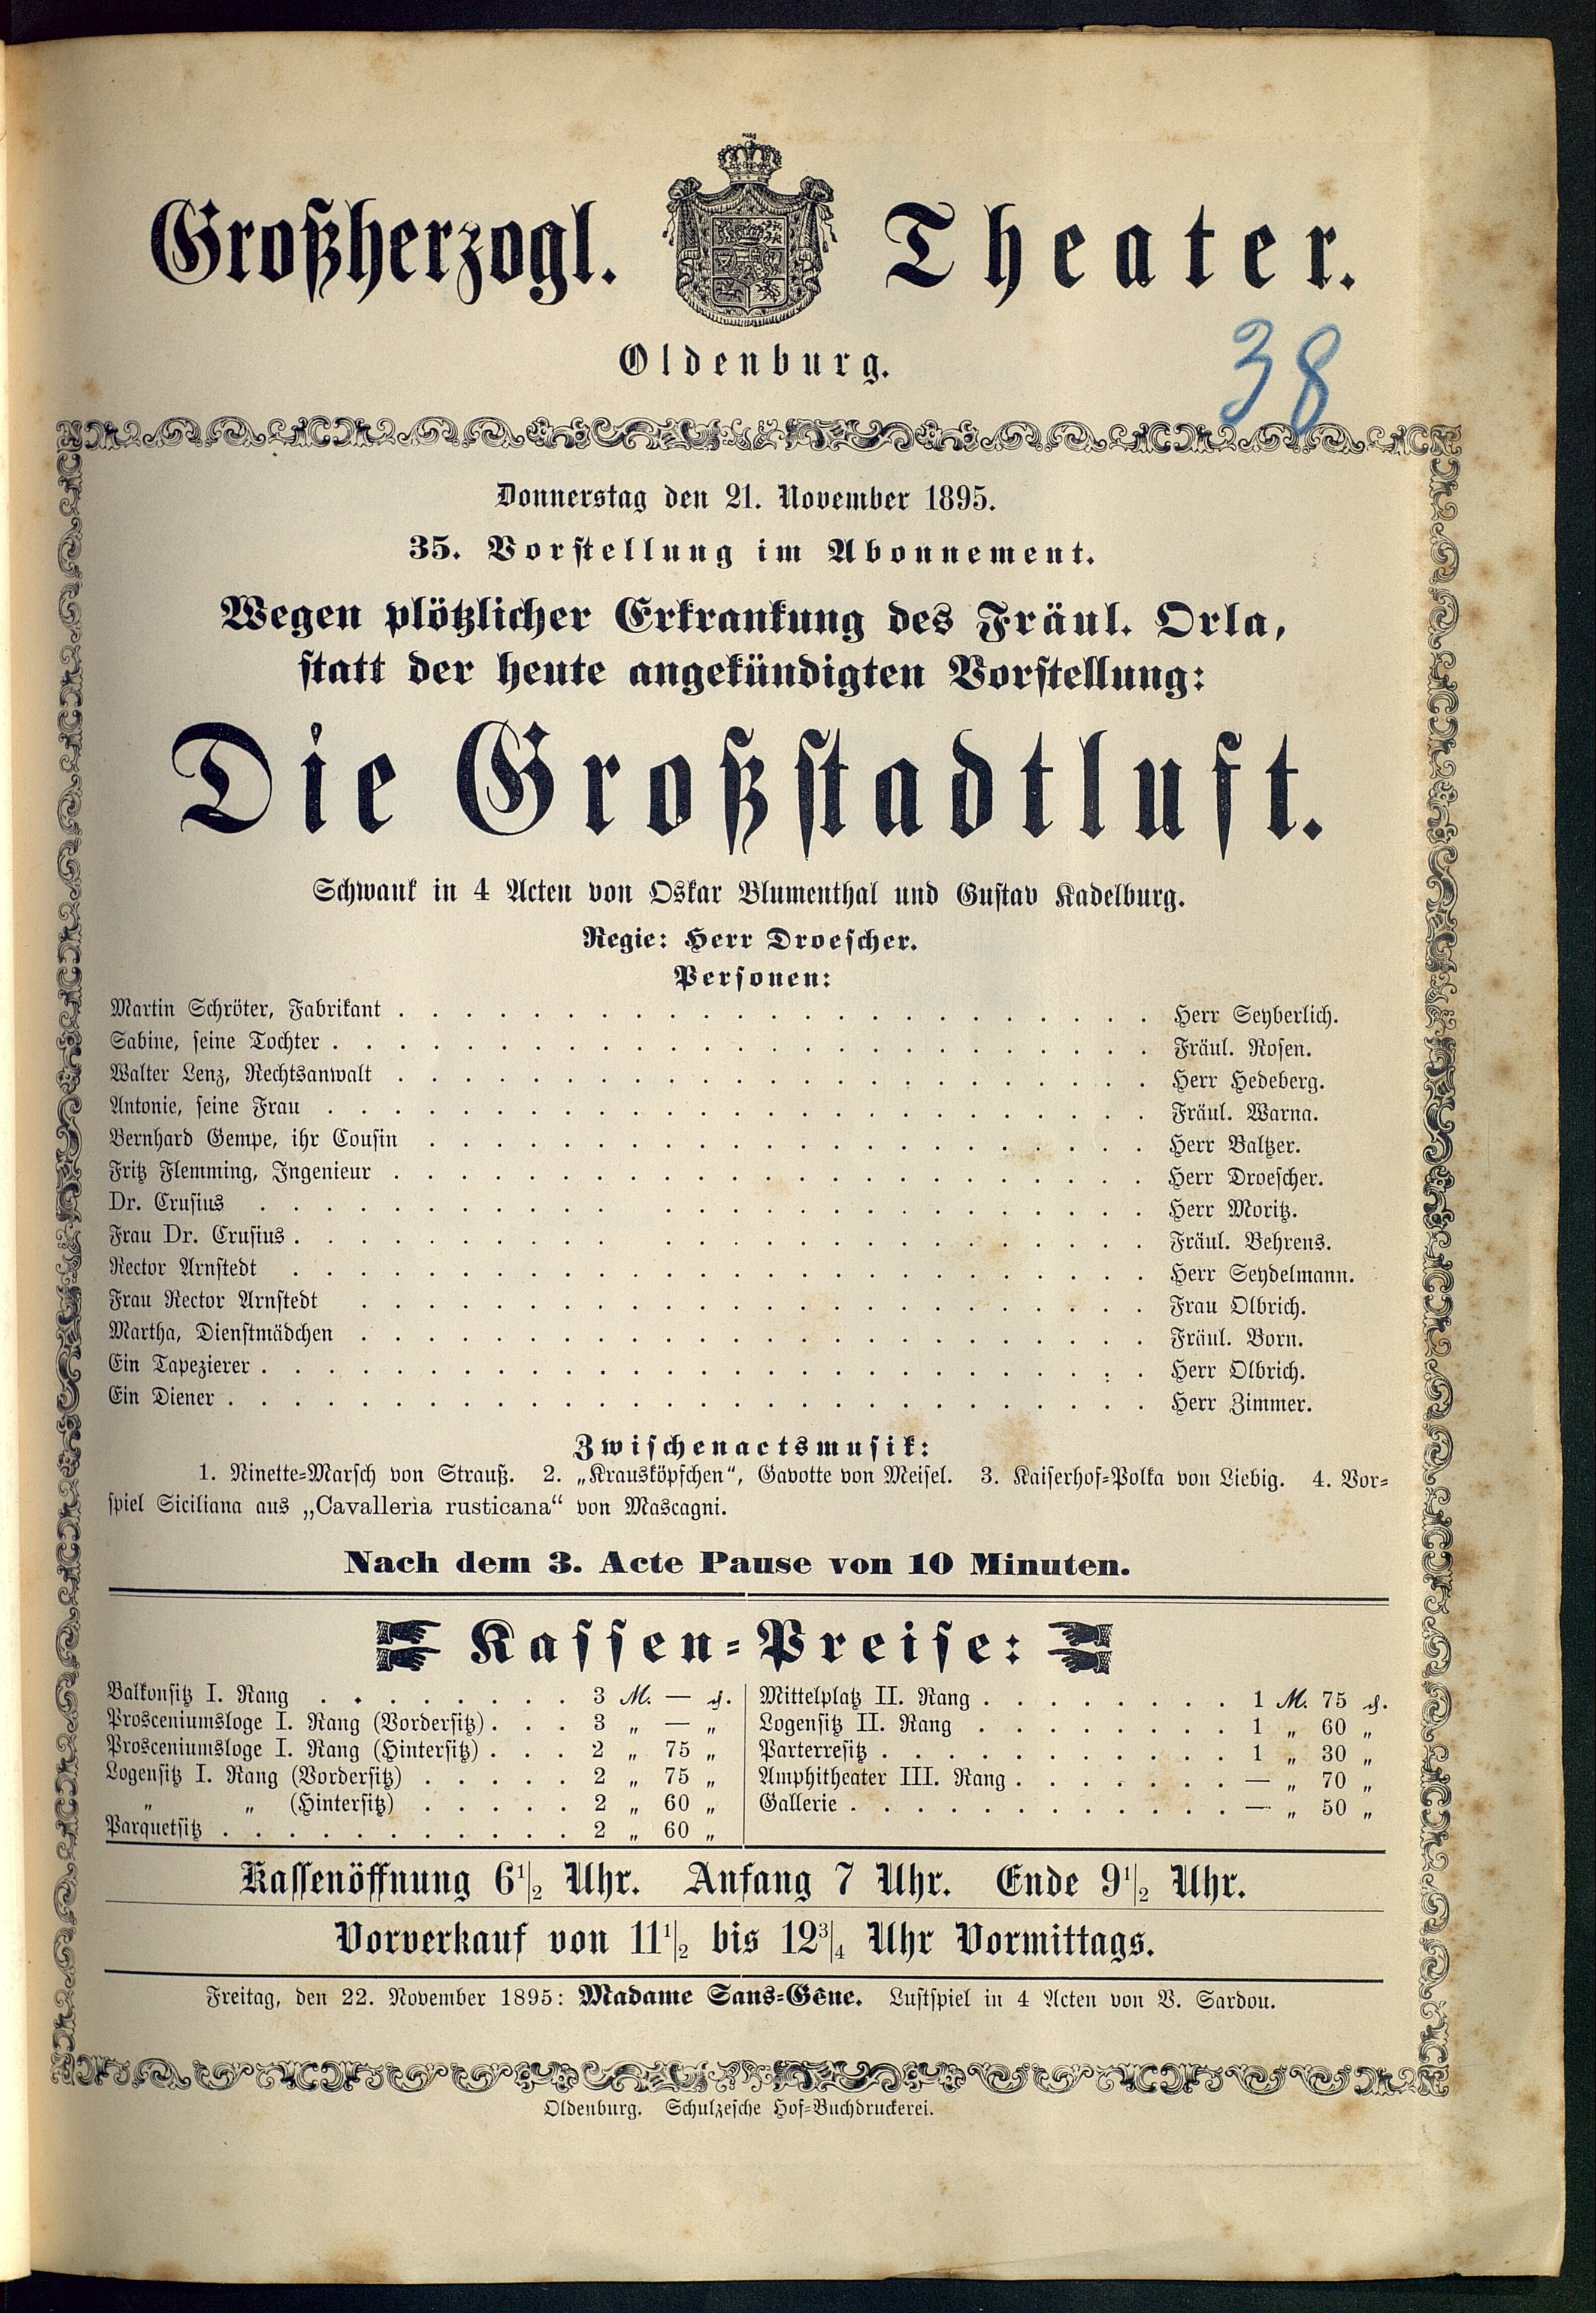 Großherzogl. Theater.
Oldenburg.
38
Donnerstag den 21. November 1895.
35. Vorstellung im Abonnement.
Wegen plötzlicher Erkrankung des Fräul. Orla,
statt der heute angekündigten Vorstellung:
Die Großstadtluft.
Schwank in 4 Acten von Oskar Blumenthal und Gustav Kadelburg.
Regie: Herr Droescher.
Personen:
Martin Schröter, Fabrikant . . . . . Herr Seyberlich.
Sabine, seine Tochter . . . . . Fräul. Rosen.
Walter Lenz, Rechtsanwalt . . . . . Herr Hedeberg.
Antonie, seine Frau . . . . . Fräul. Warna.
Bernhard Gempe, ihr Cousin . . . . . Herr Baltzer.
Fritz Flemming, Ingenieur . . . . . Herr Droescher.
Dr. Crusius . . . . . Herr Moritz.
Frau Dr. Crusius . . . . . Fräul. Behrens.
Rector Arnstedt . . . . . Herr Seydelmann.
Frau Rector Arnstedt . . . . . Frau Olbrich.
Martha, Dienstmädchen . . . . . Fräul. Born.
Ein Tapezierer . . . . . Herr Olbrich.
Ein Diener . . . . . Herr Zimmer.
Zwischenactsmusik:
1. Ninette-Marsch von Strauß. 2. „Krausköpfchen“, Gavotte von Meisel. 3. Kaiserhof-Polka von Liebig. 4. Vor-
spiel Siciliana aus „Cavalleria rusticana“ von Mascagni.
Nach dem 3. Acte Pause von 10 Minuten.
Kassen-Preise:
Balkonsitz I. Rang . . . . . 3 M. — ₰.
Prosceniumsloge I. Rang (Vordersitz) . . . 3 „ — „
Prosceniumsloge I. Rang (Hintersitz) . . . 2 „ 75 „
Logensitz I. Rang (Vordersitz) . . . . . 2 „ 75 „
„ „ (Hintersitz) . . . . . 2 „ 60 „
Parquetsitz . . . . . 2 „ 60 „
Mittelplatz II. Rang . . . . . 1 M. 75 ₰.
Logensitz II. Rang . . . . . 1 „ 60 „
Parterresitz . . . . . 1 „ 30 „
Amphitheater III. Rang . . . . . — „ 70 „
Gallerie . . . . . — „ 50 „
Kassenöffnung 6½ Uhr. Anfang 7 Uhr. Ende 9½ Uhr.
Vorverkauf von 11½ bis 12¾ Uhr Vormittags.
Freitag, den 22. November 1895: Madame Sans-Gêne. Lustspiel in 4 Acten von V. Sardou.
Oldenburg. Schulzesche Hof-Buchdruckerei.